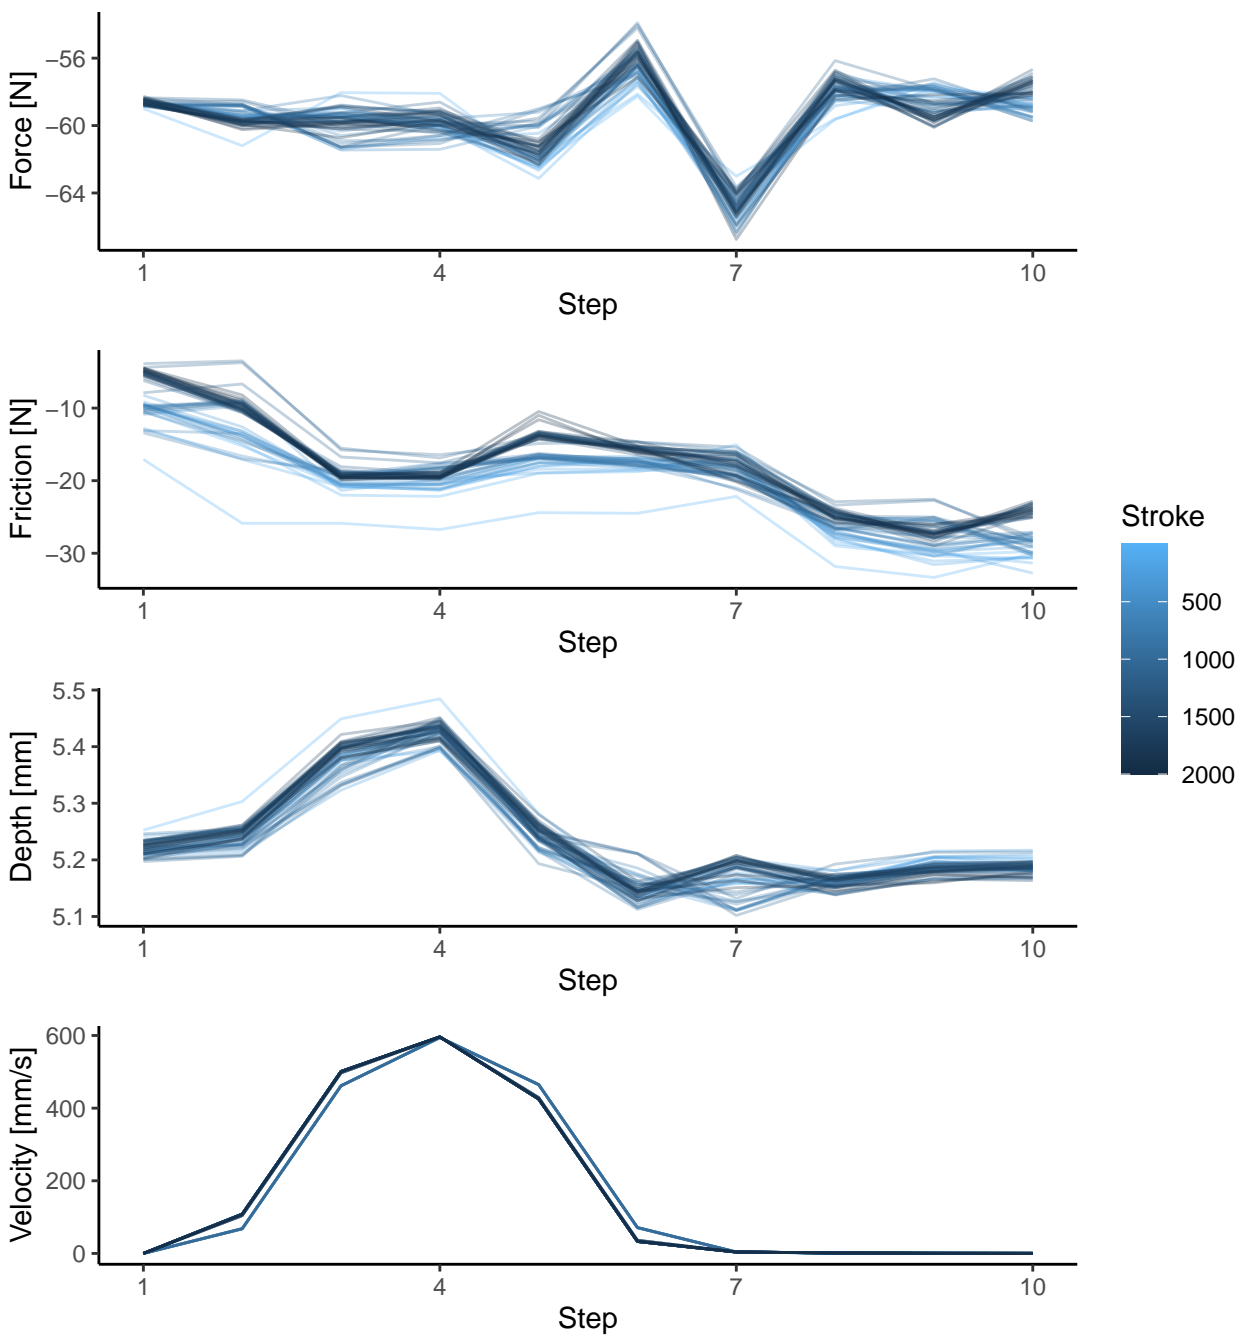 Force [N]
−56
−60
−64
1 4 7 10
Step
Friction [N]
−10
−20
−30
1 4 7 10
Step
Depth [mm]
5.5
5.4
5.3
5.2
5.1
1 4 7 10
Step
Velocity [mm/s]
600
400
200
0
1 4 7 10
Step
Stroke
500
1000
1500
2000